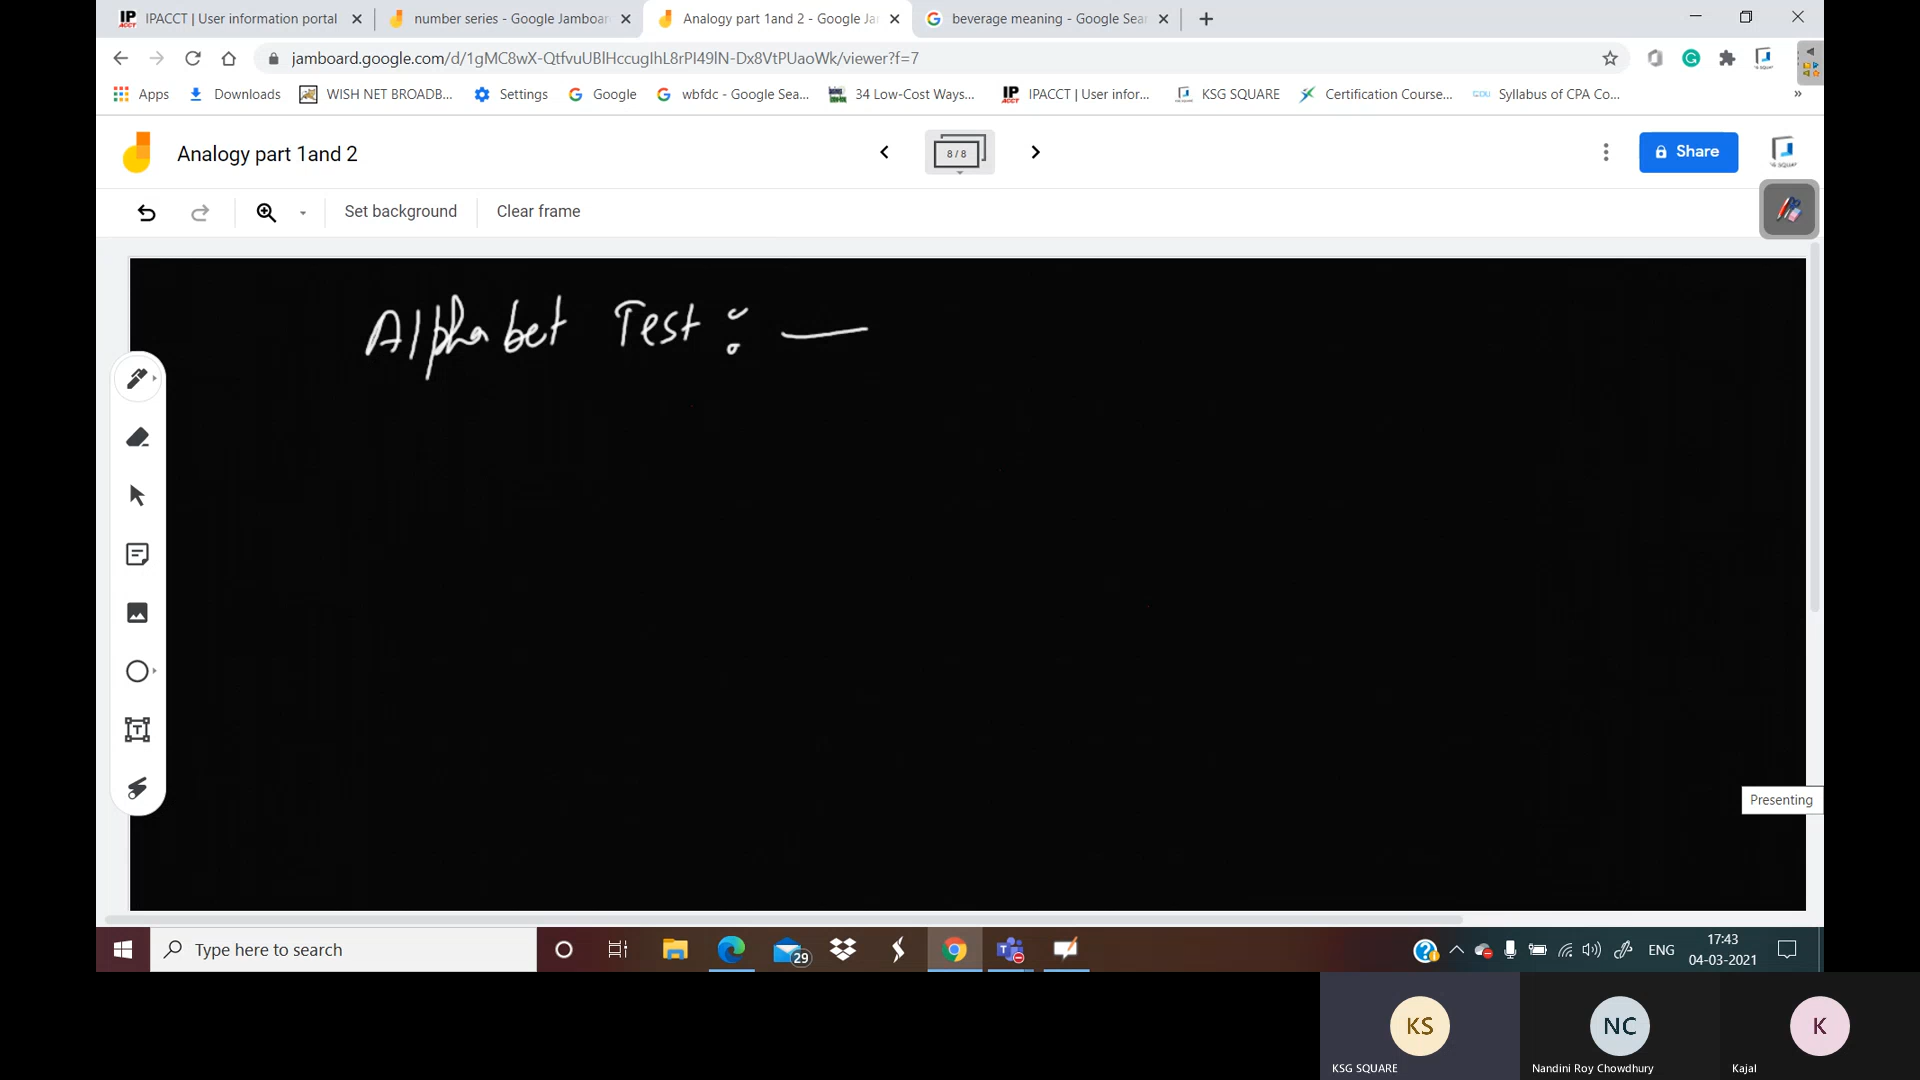 IPACCT | User information portal
number series - Google Jamboar
Analogy part 1and 2 - Google Ja
beverage meaning - Google Sea
jamboard.google.com/d/1gMC8wX-QtfvuUBlHccugIhL8rPI49lN-Dx8VtPUaoWk/viewer?f=7
Apps
Downloads
WISH NET BROADB...
Settings
Google
wbfdc - Google Sea...
34 Low-Cost Ways...
IPACCT | User infor...
KSG SQUARE
Certification Course...
Syllabus of CPA Co...
»
Analogy part 1and 2
8 / 8
Share
Set background
Clear frame
Alphabet Test : —
Presenting
Type here to search
29
ENG
17:43
04-03-2021
KS
NC
K
KSG SQUARE
Nandini Roy Chowdhury
Kajal